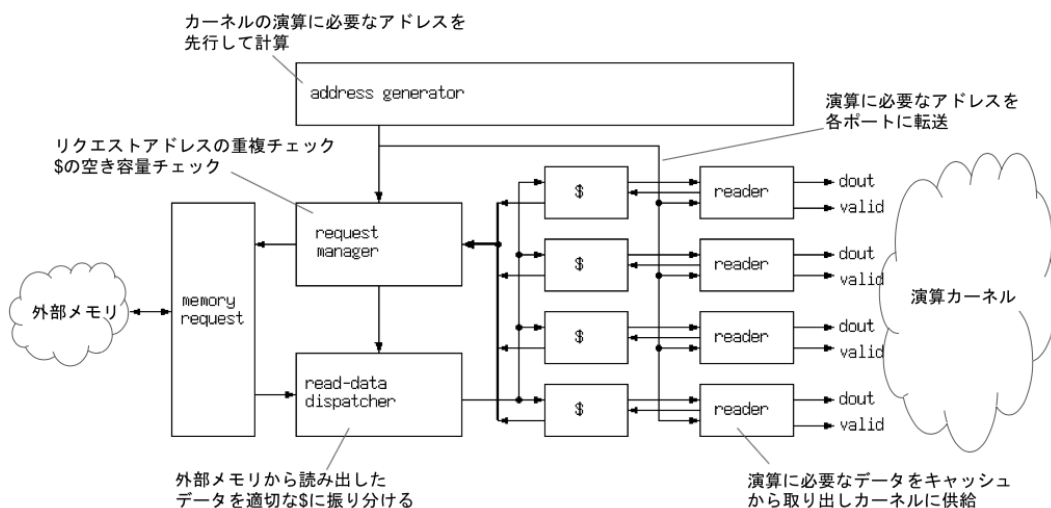 カーネルの演算に必要なアドレスを
先行して計算
address generator
演算に必要なアドレスを
各ポートに転送
リクエストアドレスの重複チェック
$の空き容量チェック
$
reader
dout
valid
request
manager
$
reader
dout
valid
外部メモリ
memory
request
演算カーネル
$
reader
dout
valid
read-data
dispatcher
$
reader
dout
valid
外部メモリから読み出した
データを適切な$に振り分ける
演算に必要なデータをキャッシュ
から取り出しカーネルに供給